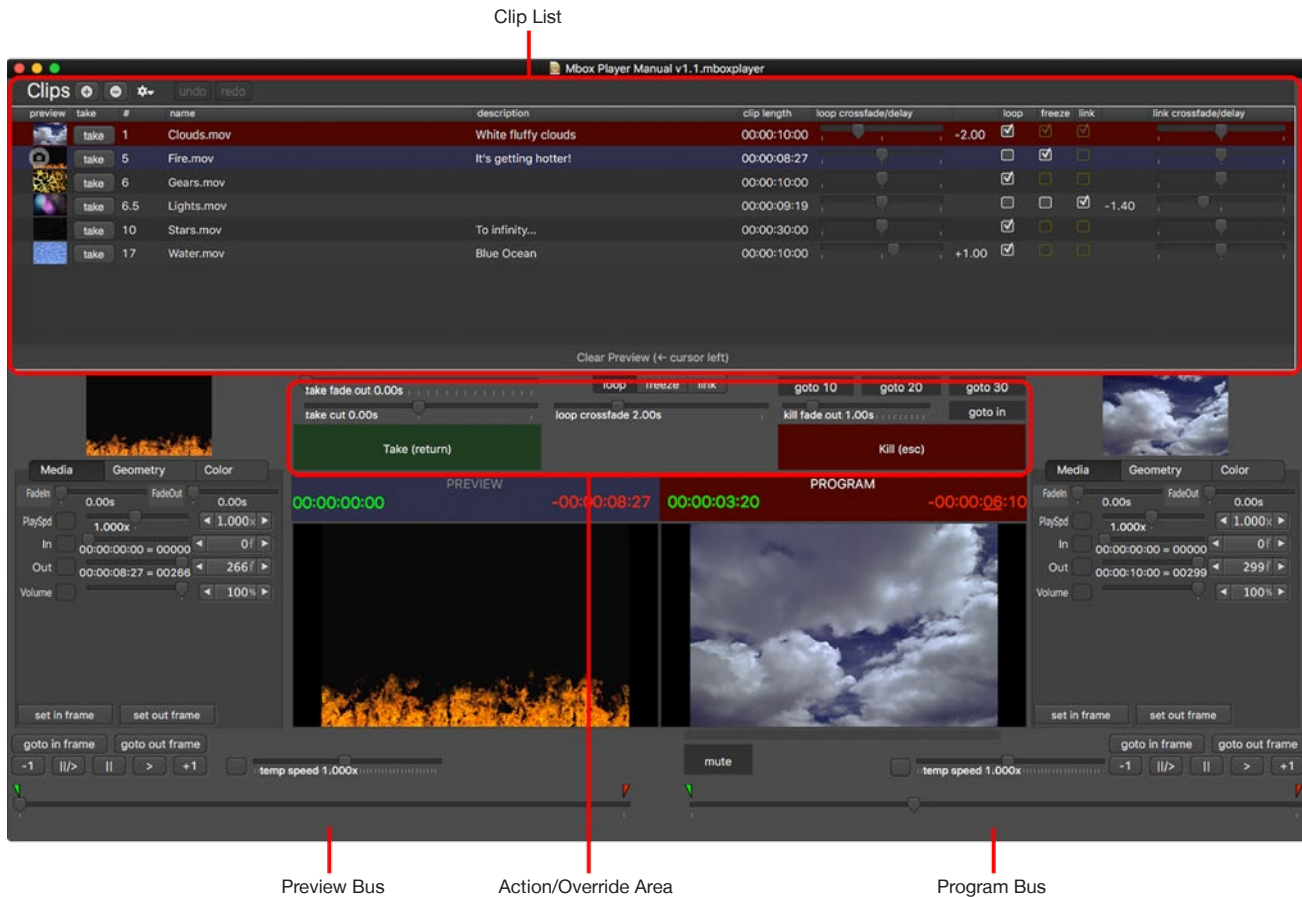 Clip List
Mbox Player Manual v1.1.mboxplayer
Clips undo redo
preview take # name description clip length loop crossfade/delay loop freeze link link crossfade/delay
take 1 Clouds.mov White fluffy clouds 00:00:10:00 -2.00
take 5 Fire.mov It's getting hotter! 00:00:08:27
take 6 Gears.mov 00:00:10:00
take 6.5 Lights.mov 00:00:09:19 -1.40
take 10 Stars.mov To infinity... 00:00:30:00
take 17 Water.mov Blue Ocean 00:00:10:00 +1.00
Clear Preview (← cursor left)
take fade out 0.00s loop freeze link goto 10 goto 20 goto 30
take cut 0.00s loop crossfade 2.00s kill fade out 1.00s goto in
Take (return) Kill (esc)
Media Geometry Color
FadeIn 0.00s FadeOut 0.00s
PlaySpd 1.000x 1.000x
In 00:00:00:00 = 00000 0f
Out 00:00:08:27 = 00266 266f
Volume 100%
set in frame set out frame
goto in frame goto out frame
-1 ||/> || > +1 temp speed 1.000x
PREVIEW
00:00:00:00 -00:00:08:27
PROGRAM
00:00:03:20 -00:00:06:10
Media Geometry Color
FadeIn 0.00s FadeOut 0.00s
PlaySpd 1.000x 1.000x
In 00:00:00:00 = 00000 0f
Out 00:00:10:00 = 00299 299f
Volume 100%
set in frame set out frame
mute
goto in frame goto out frame
temp speed 1.000x -1 ||/> || > +1
Preview Bus Action/Override Area Program Bus